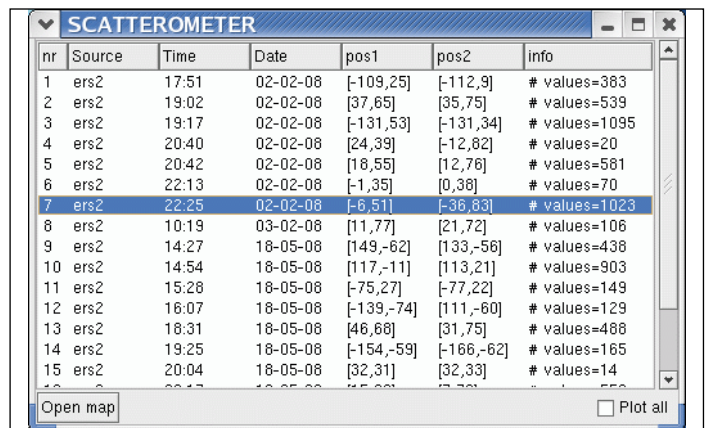 SCATTEROMETER
nr Source Time Date pos1 pos2 info
1 ers2 17:51 02-02-08 [-109,25] [-112,9] # values=383
2 ers2 19:02 02-02-08 [37,65] [35,75] # values=539
3 ers2 19:17 02-02-08 [-131,53] [-131,34] # values=1095
4 ers2 20:40 02-02-08 [24,39] [-12,82] # values=20
5 ers2 20:42 02-02-08 [18,55] [12,76] # values=581
6 ers2 22:13 02-02-08 [-1,35] [0,38] # values=70
7 ers2 22:25 02-02-08 [-6,51] [-36,83] # values=1023
8 ers2 10:19 03-02-08 [11,77] [21,72] # values=106
9 ers2 14:27 18-05-08 [149,-62] [133,-56] # values=438
10 ers2 14:54 18-05-08 [117,-11] [113,21] # values=903
11 ers2 15:28 18-05-08 [-75,27] [-77,22] # values=149
12 ers2 16:07 18-05-08 [-139,-74] [111,-60] # values=129
13 ers2 18:31 18-05-08 [46,68] [31,75] # values=488
14 ers2 19:25 18-05-08 [-154,-59] [-166,-62] # values=165
15 ers2 20:04 18-05-08 [32,31] [32,33] # values=14
Open map Plot all